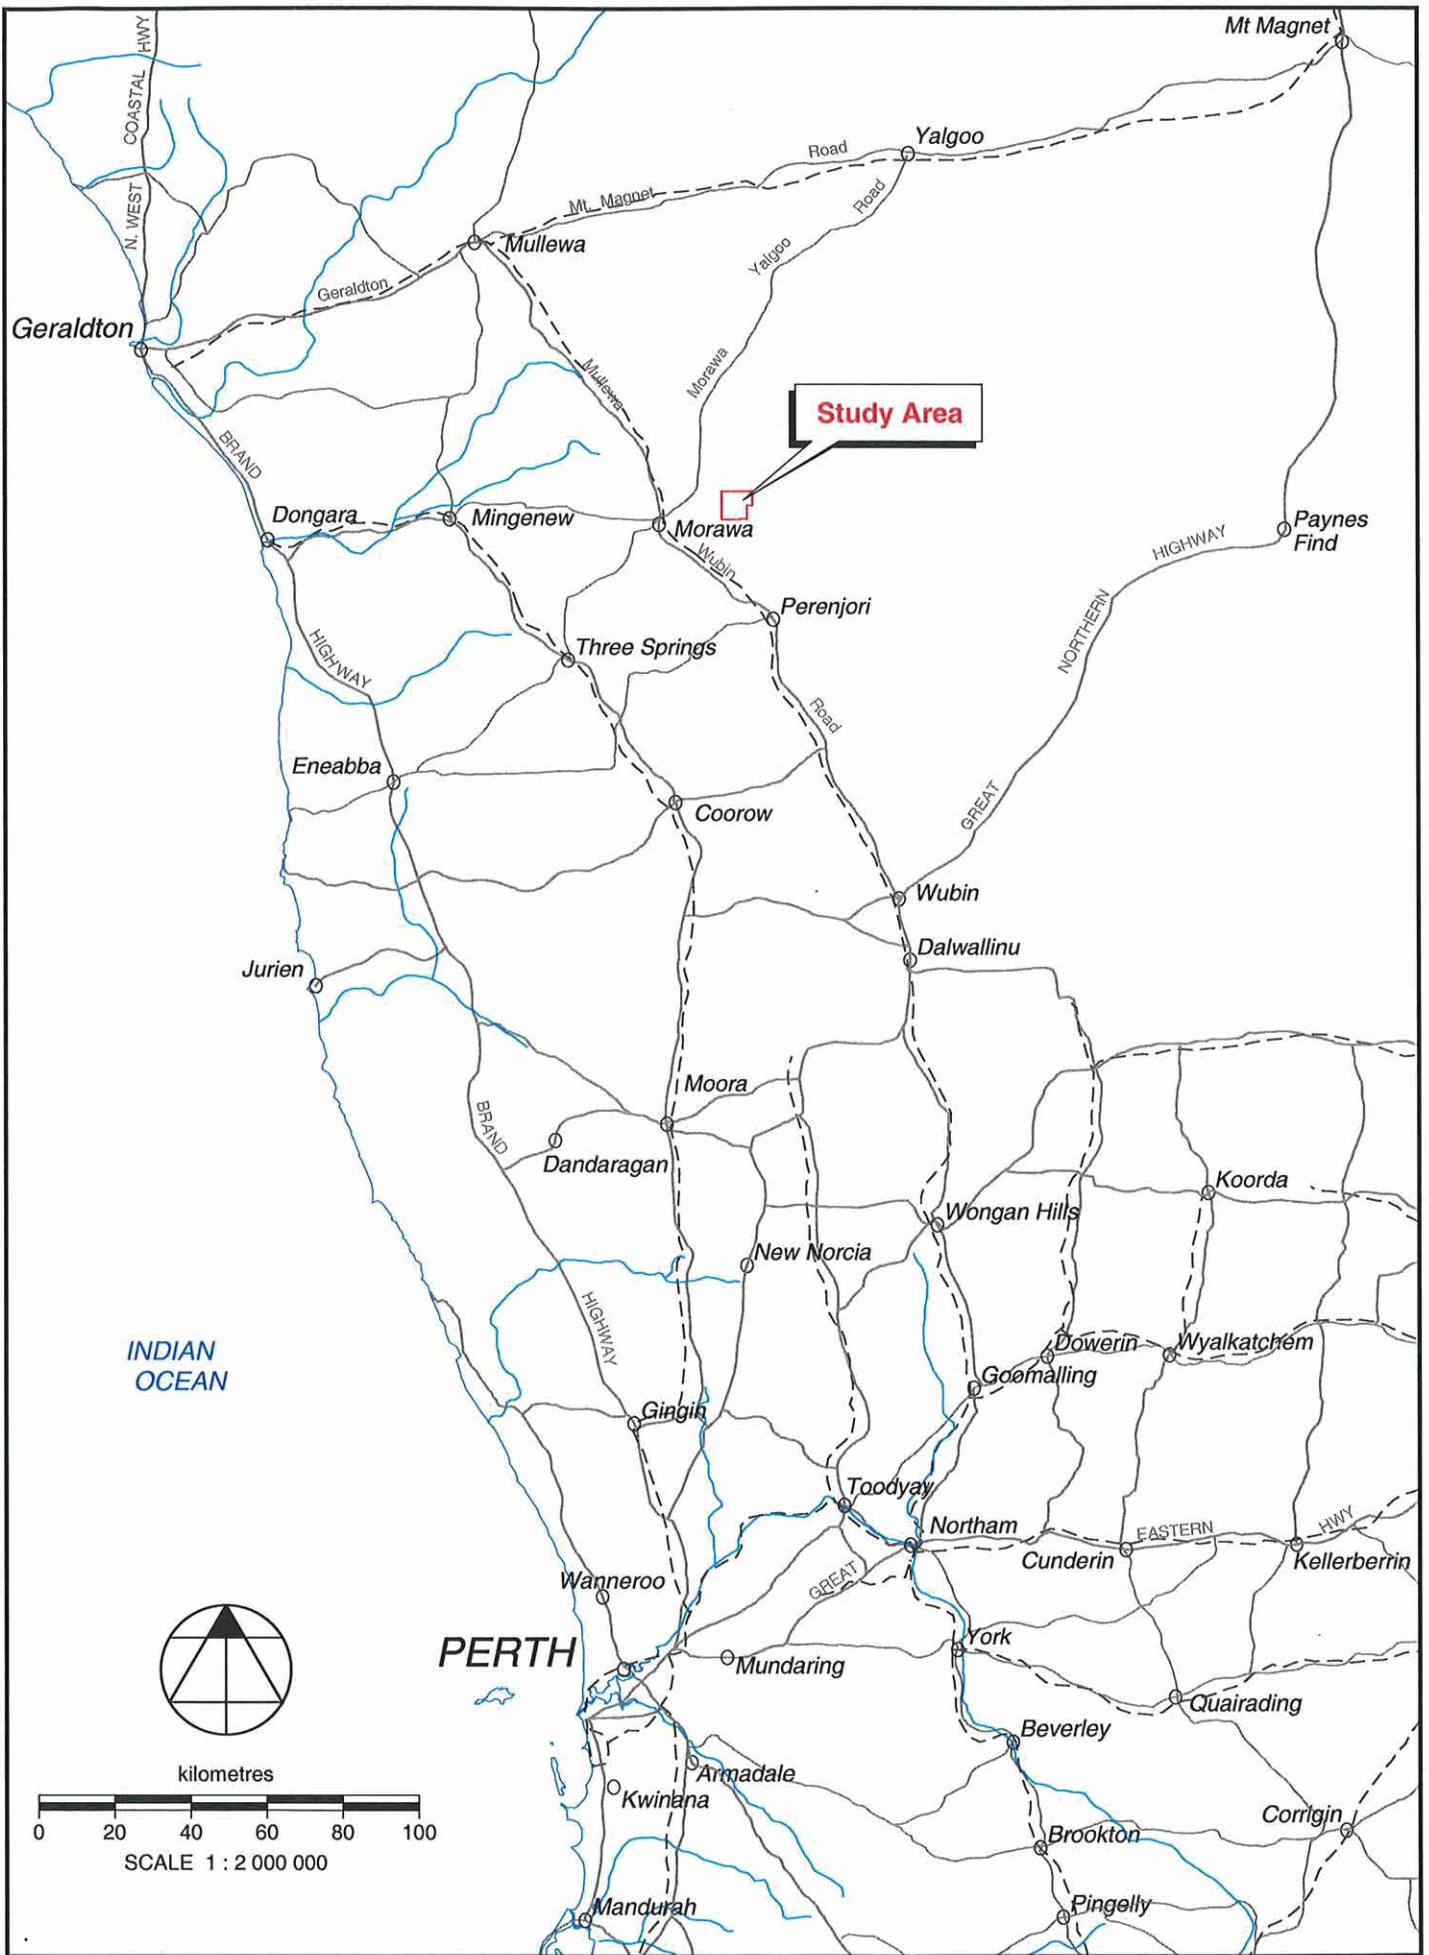 Mt Magnet
HWY
COASTAL
N. WEST
Yalgoo
Road
Mt. Magnet
Road
Yalgoo
Morawa
Mullewa
Geraldton
Geraldton
Mullewa
Study Area
BRAND
Dongara
Mingenew
Morawa
Wubin
Paynes
Find
HIGHWAY
NORTHERN
GREAT
Perenjori
Three Springs
HIGHWAY
Road
Eneabba
Coorow
Wubin
Dalwallinu
Jurien
Moora
BRAND
Dandaragan
Koorda
Wongan Hills
New Norcia
HIGHWAY
INDIAN
OCEAN
Dowerin
Wyalkatchem
Goomalling
Gingin
Toodyay
Northam
EASTERN
HWY
Cunderin
Kellerberrin
GREAT
Wanneroo
PERTH
York
Mundaring
Quairading
Beverley
Armadale
Kwinana
Corrigin
Brookton
Mandurah
Pingelly
kilometres
0 20 40 60 80 100
SCALE 1 : 2 000 000